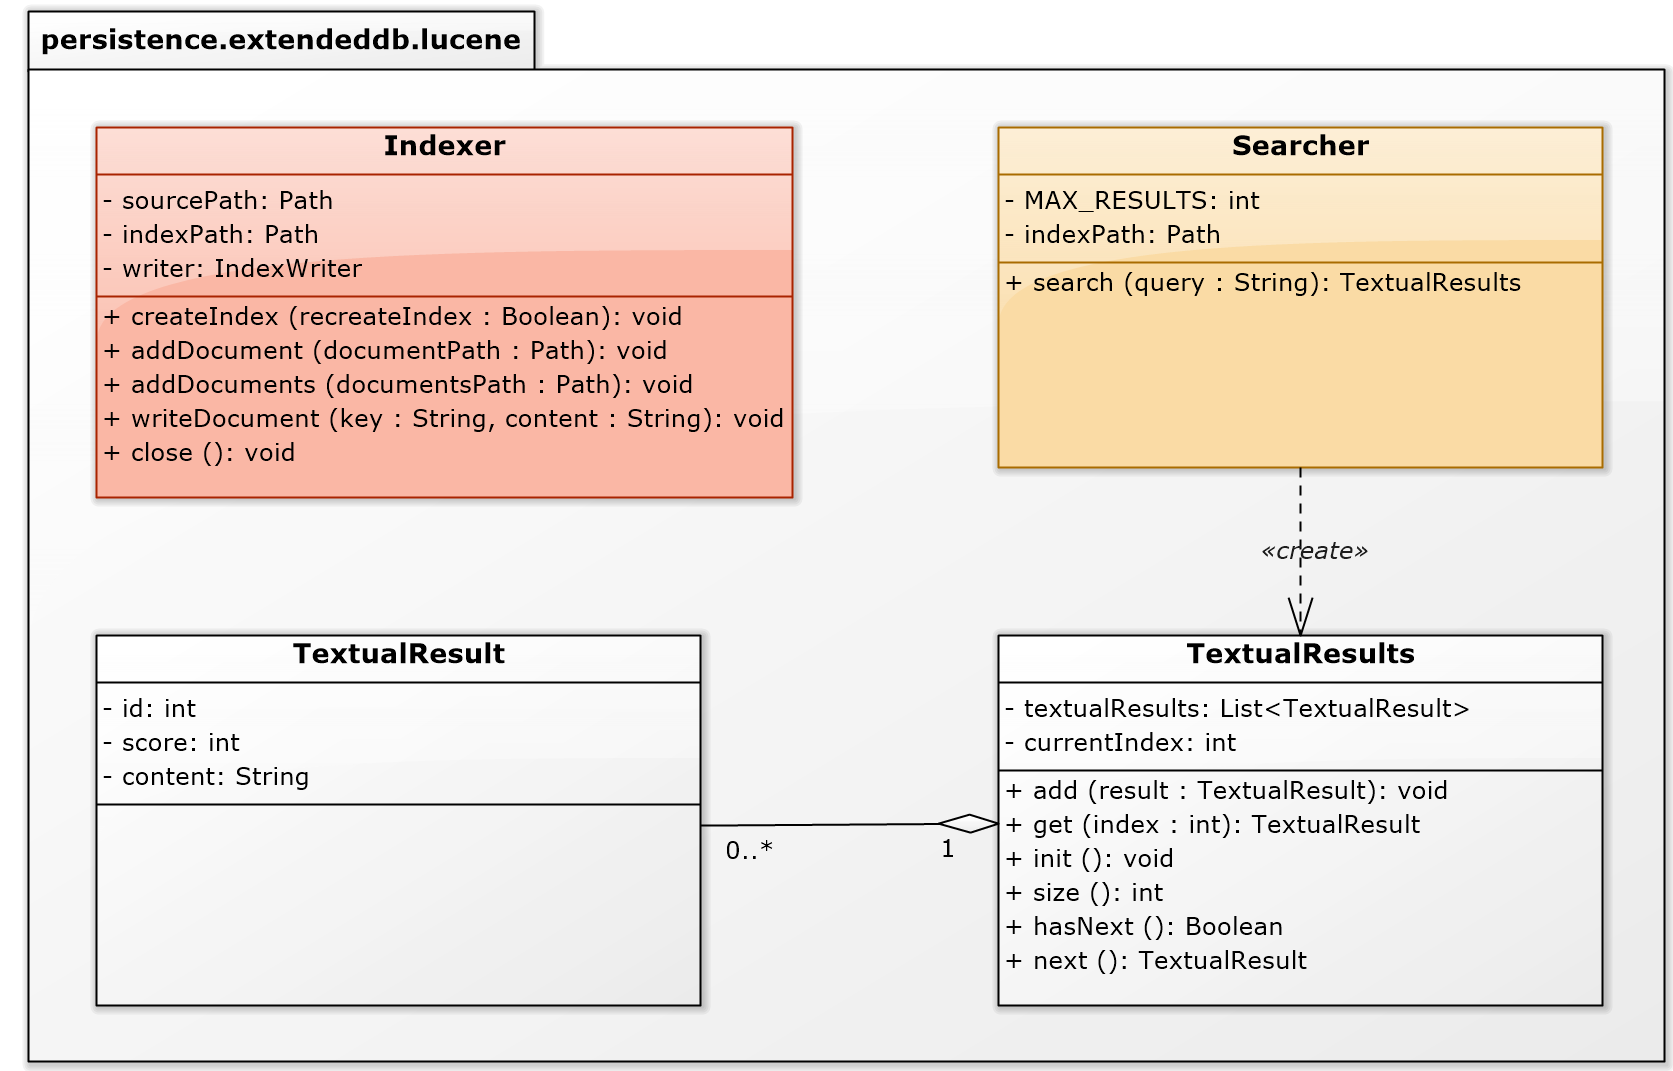 persistence.extendeddb.lucene
Indexer
- sourcePath: Path
- indexPath: Path
- writer: IndexWriter
+ createIndex (recreateIndex : Boolean): void
+ addDocument (documentPath : Path): void
+ addDocuments (documentsPath : Path): void
+ writeDocument (key : String, content : String): void
+ close (): void
Searcher
- MAX_RESULTS: int
- indexPath: Path
+ search (query : String): TextualResults
«create»
TextualResult
- id: int
- score: int
- content: String
0..*
1
TextualResults
- textualResults: List<TextualResult>
- currentIndex: int
+ add (result : TextualResult): void
+ get (index : int): TextualResult
+ init (): void
+ size (): int
+ hasNext (): Boolean
+ next (): TextualResult